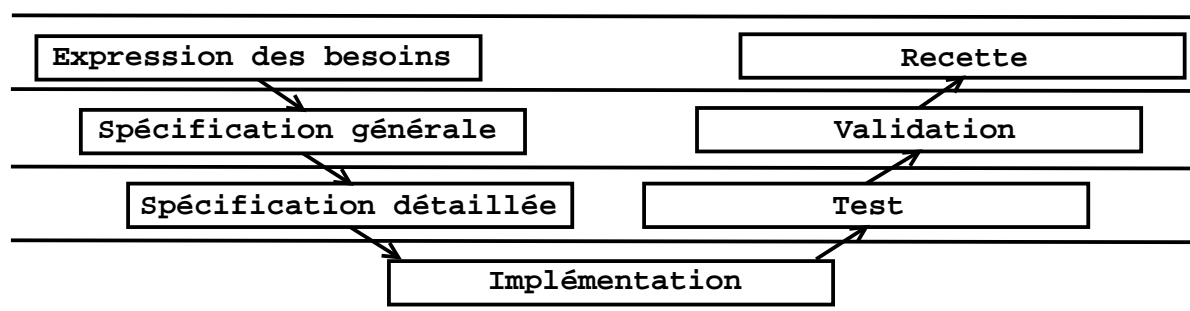 Expression des besoins
Recette
Spécification générale
Validation
Spécification détaillée
Test
Implémentation